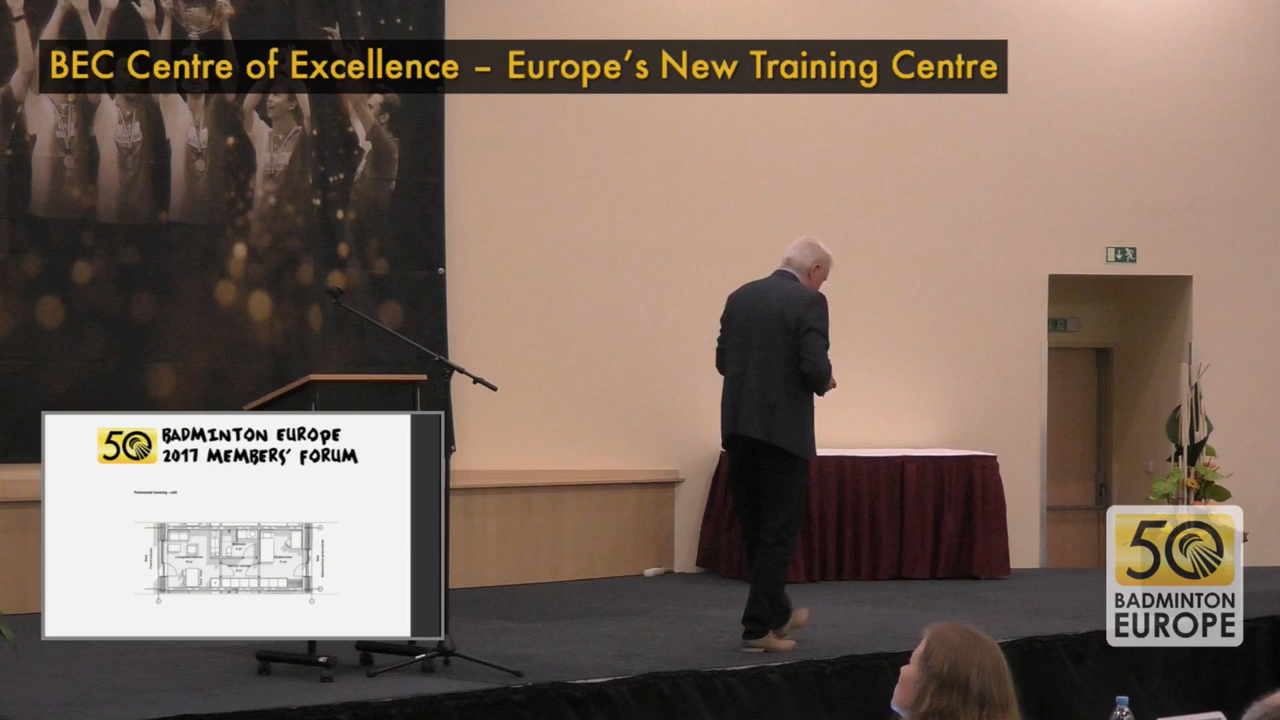 BEC Centre of Excellence – Europe's New Training Centre
50 BADMINTON EUROPE
2017 MEMBERS' FORUM
50
BADMINTON
EUROPE